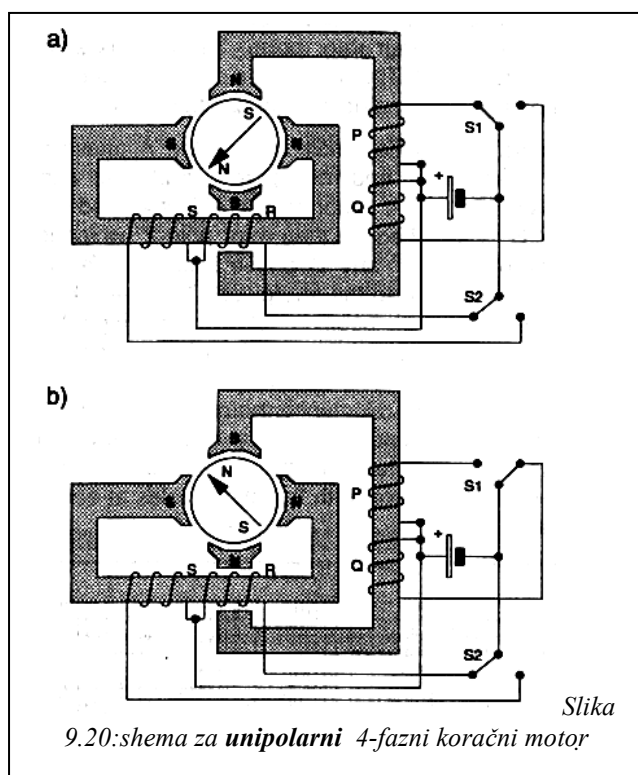 a)
N
S
S1
P
S N
N
+
S
Q
S R
S2
b)
S
N
S1
P
S N
S
+
N
Q
S R
S2
Slika
9.20:shema za unipolarni 4-fazni koračni motor